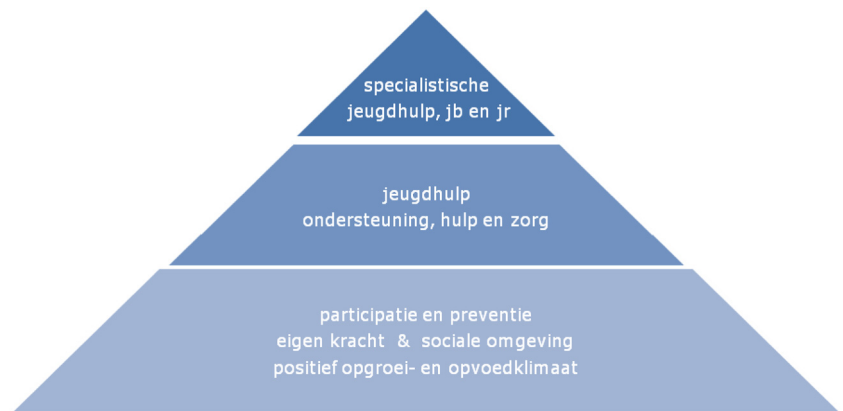 specialistische
jeugdhulp, jb en jr
jeugdhulp
ondersteuning, hulp en zorg
participatie en preventie
eigen kracht & sociale omgeving
positief opgroei- en opvoedklimaat